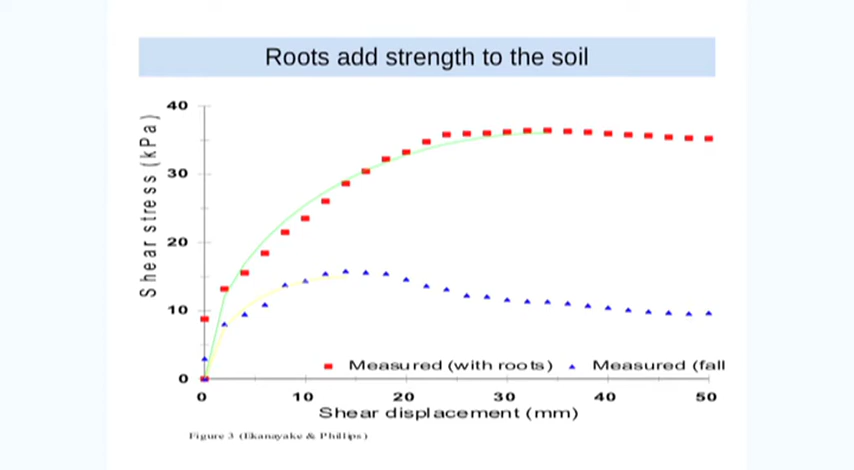 Roots add strength to the soil
Shear stress (kPa)
40
30
20
10
0
Measured (with roots)
Measured (fall
0 10 20 30 40 50
Shear displacement (mm)
Figure 3 (Ekanayake & Phillips)